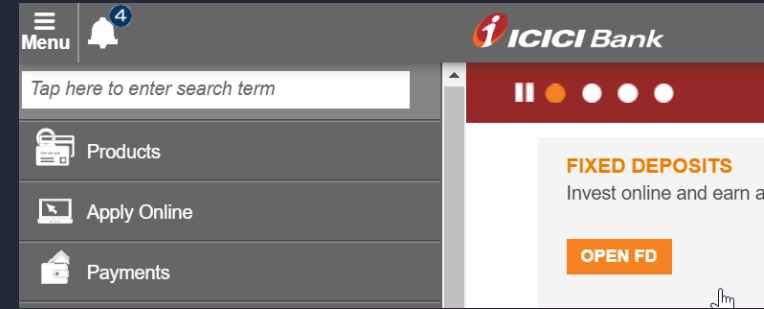 Menu
4
ICICI Bank
Tap here to enter search term
Products
Apply Online
Payments
FIXED DEPOSITS
Invest online and earn a
OPEN FD